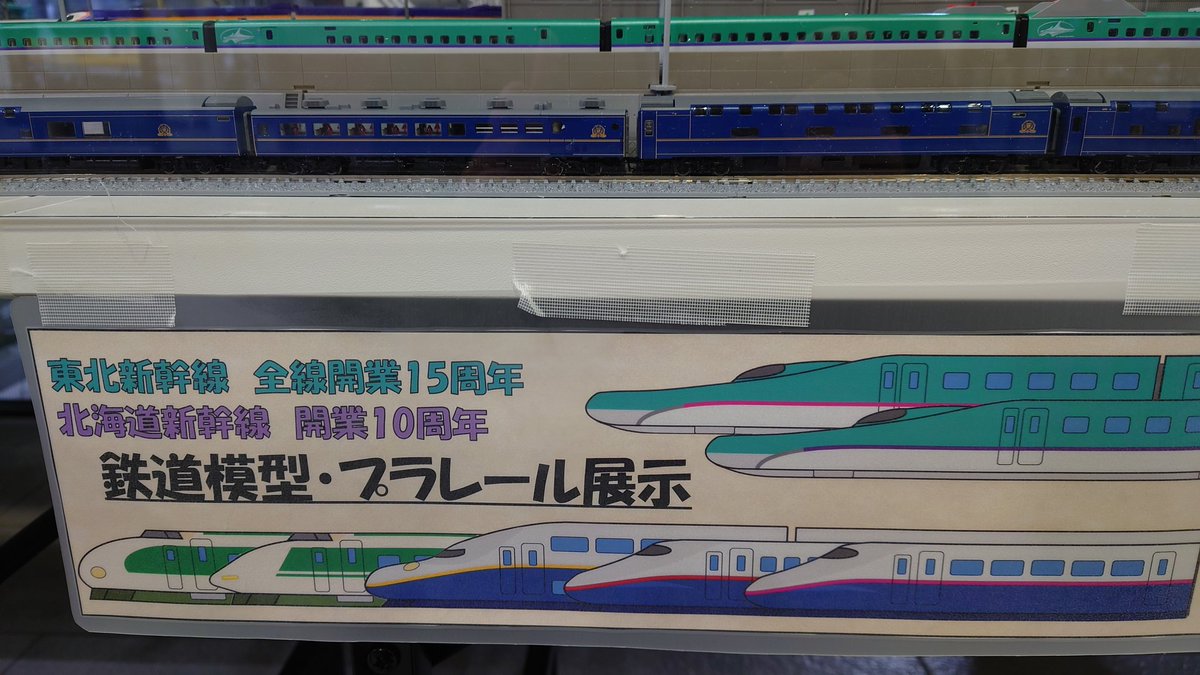 東北新幹線 全線開業15周年
北海道新幹線 開業10周年
鉄道模型・プラレール展示